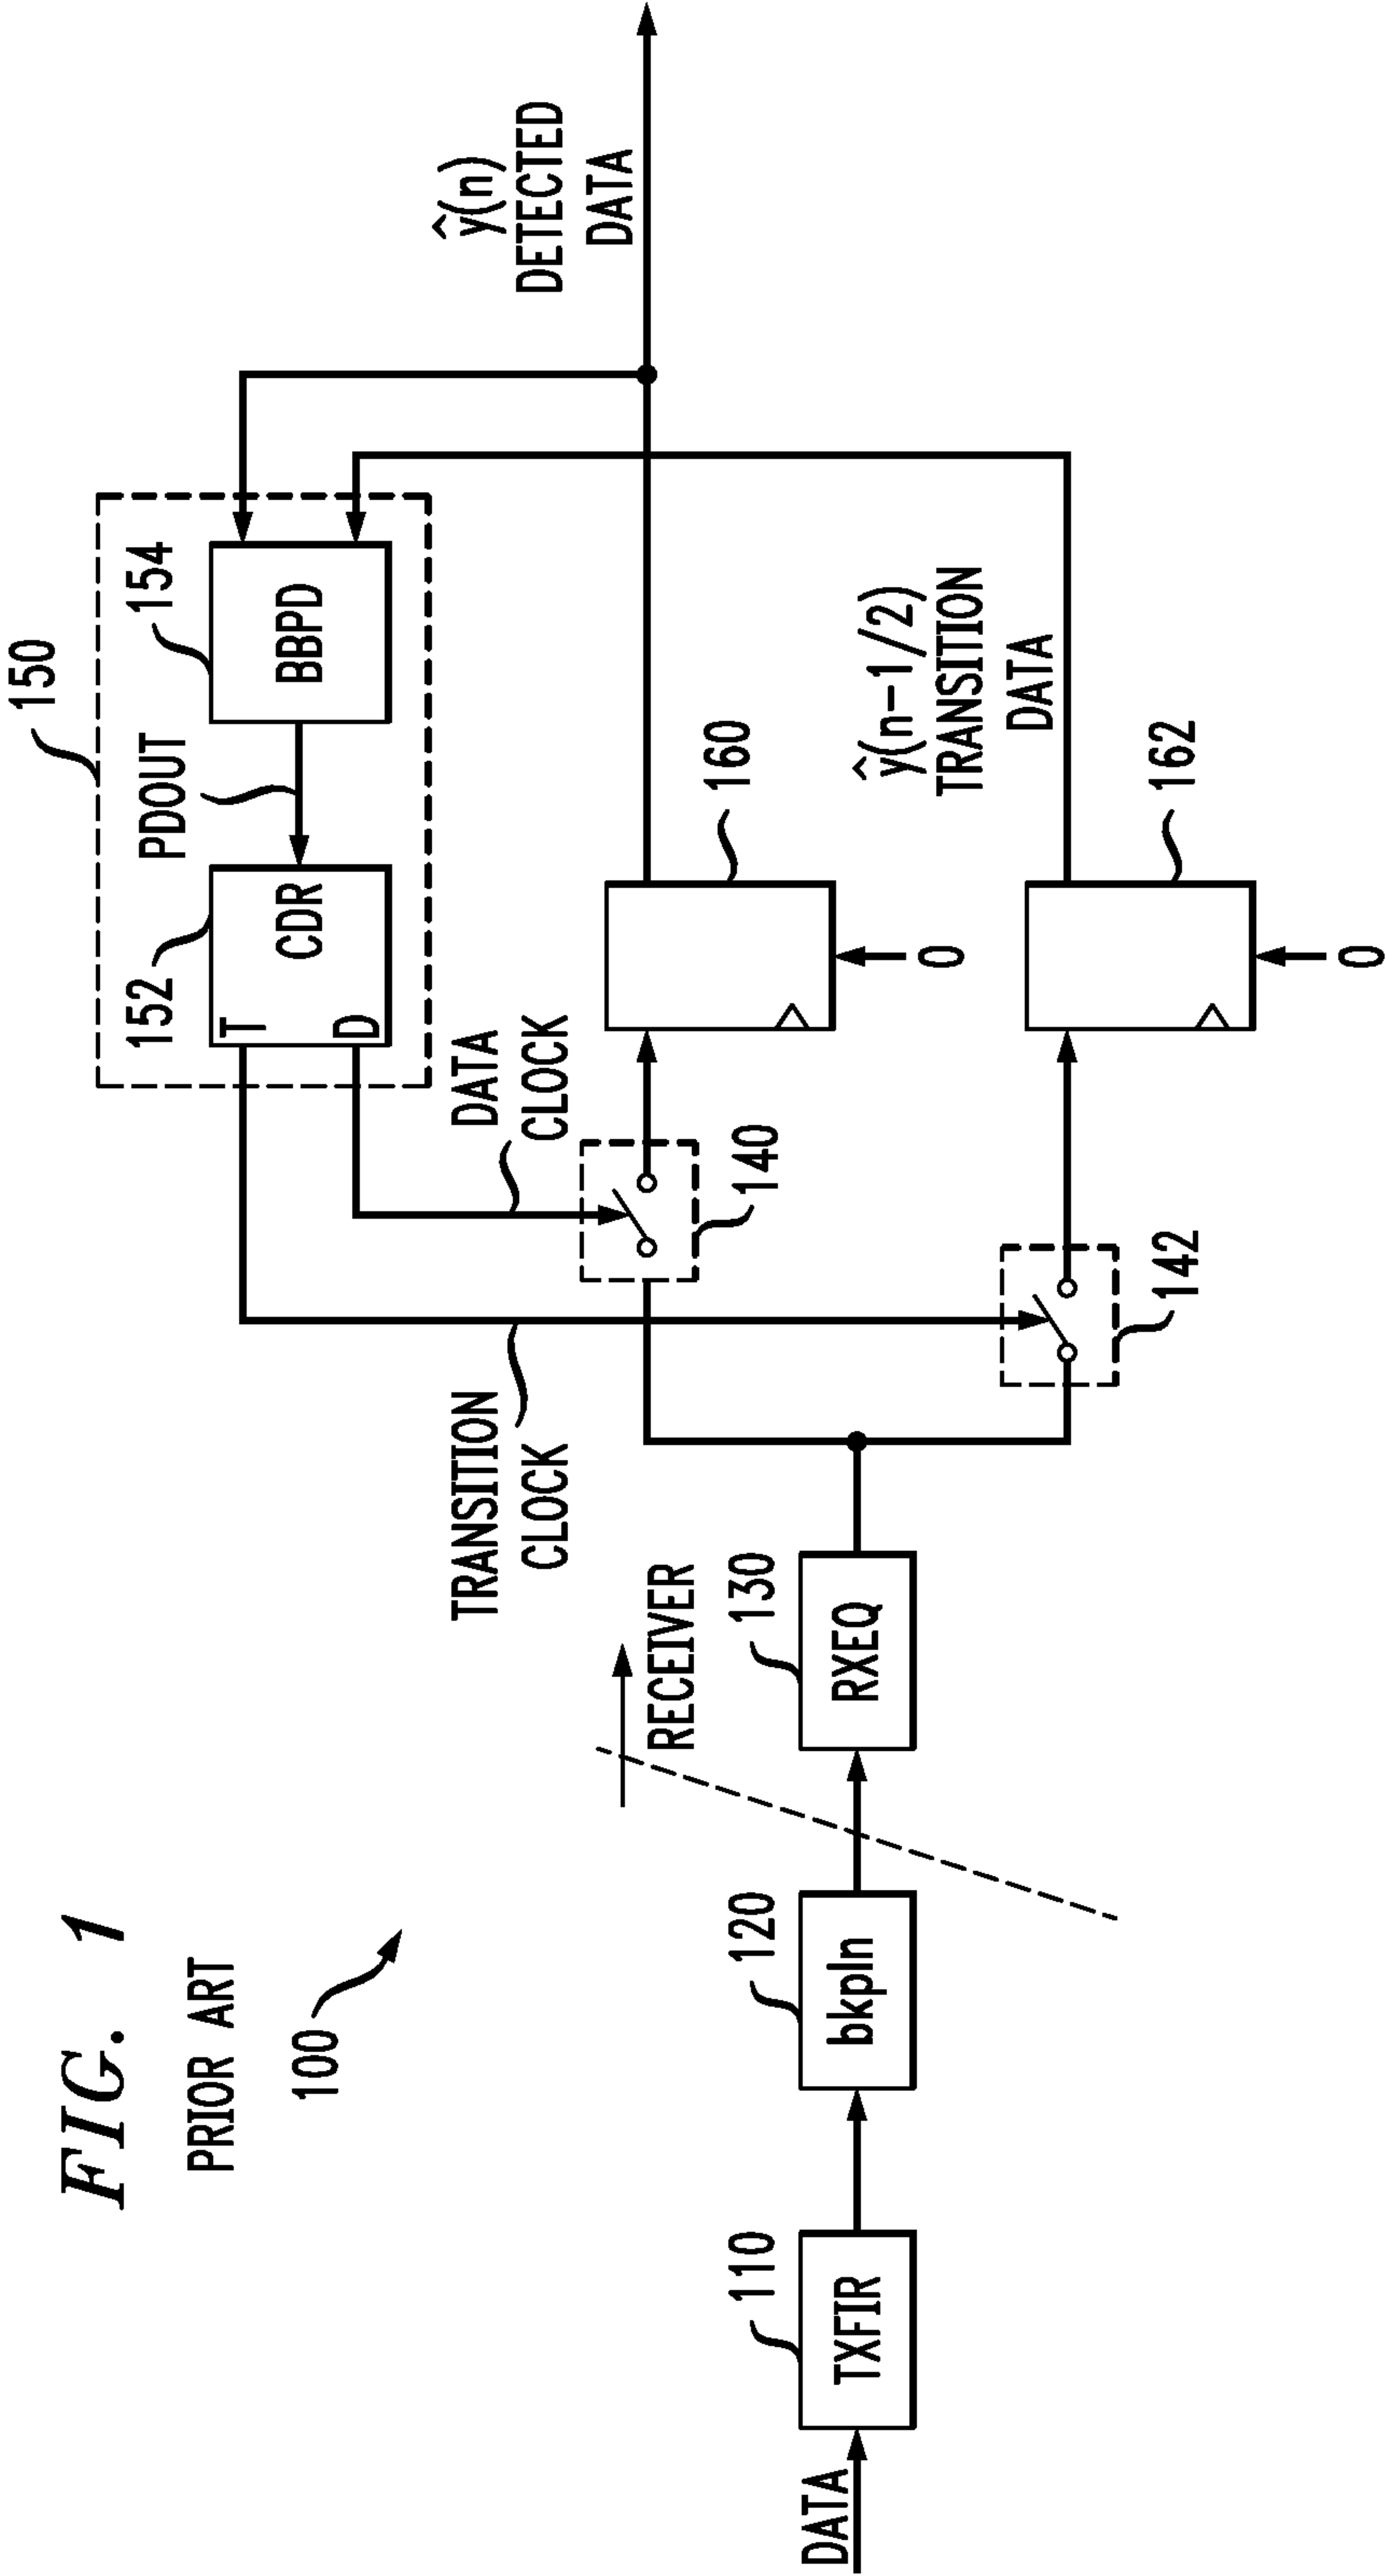 FIG. 1
PRIOR ART
100
DATA
TXFIR
110
bkpln
120
RECEIVER
RXEQ
130
TRANSITION
CLOCK
DATA
CLOCK
140
142
150
152
T
D
CDR
PDOUT
154
BBPD
160
0
162
0
ŷ(n-1/2)
TRANSITION
DATA
ŷ(n)
DETECTED
DATA